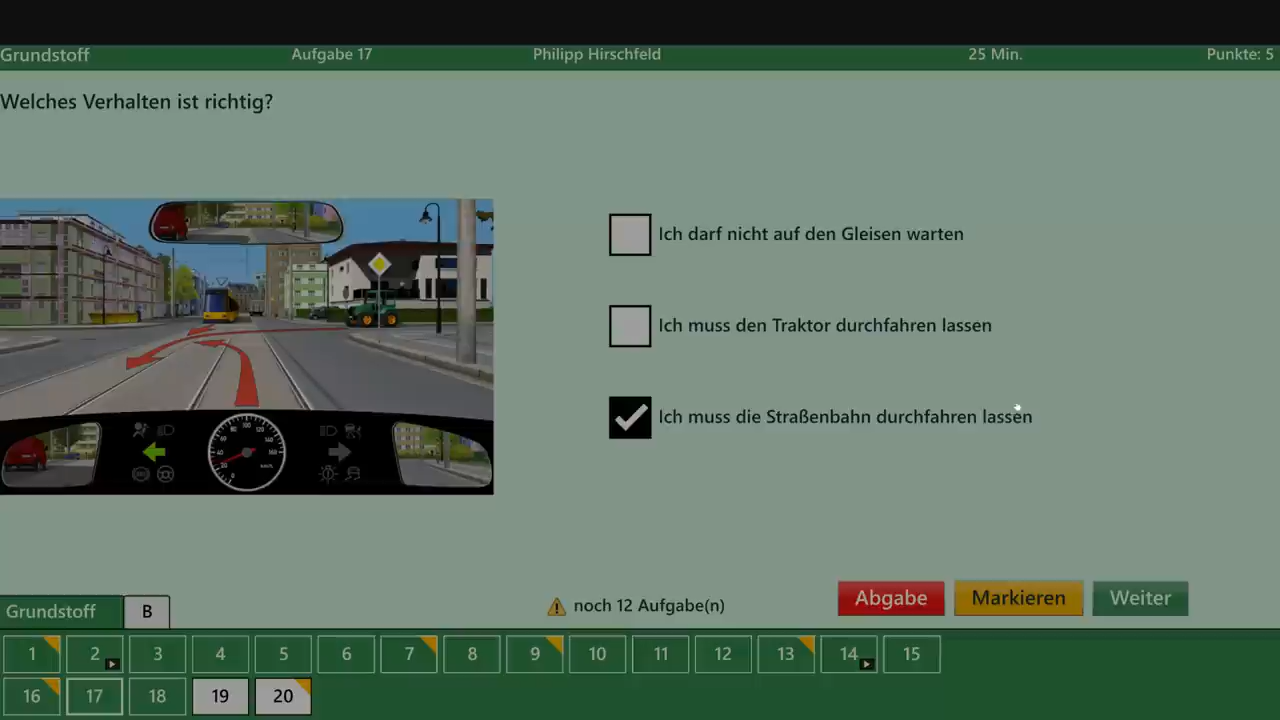 Grundstoff Aufgabe 17 Philipp Hirschfeld 25 Min. Punkte: 5
Welches Verhalten ist richtig?
Ich darf nicht auf den Gleisen warten
Ich muss den Traktor durchfahren lassen
Ich muss die Straßenbahn durchfahren lassen
Grundstoff B noch 12 Aufgabe(n) Abgabe Markieren Weiter
1 2 3 4 5 6 7 8 9 10 11 12 13 14 15
16 17 18 19 20